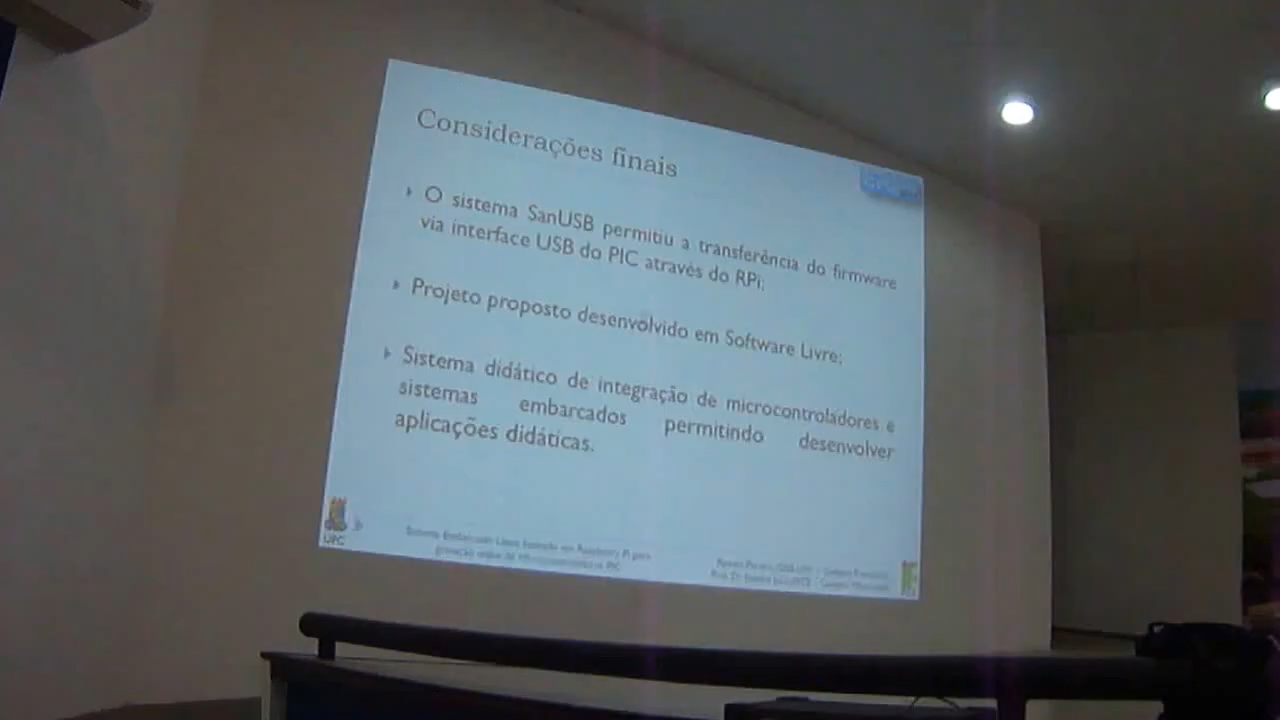 Considerações finais
O sistema SanUSB permitiu a transferência do firmware
via interface USB do PIC através do RPi;
Projeto proposto desenvolvido em Software Livre;
Sistema didático de integração de microcontroladores e
sistemas embarcados permitindo desenvolver
aplicações didáticas.
UFC